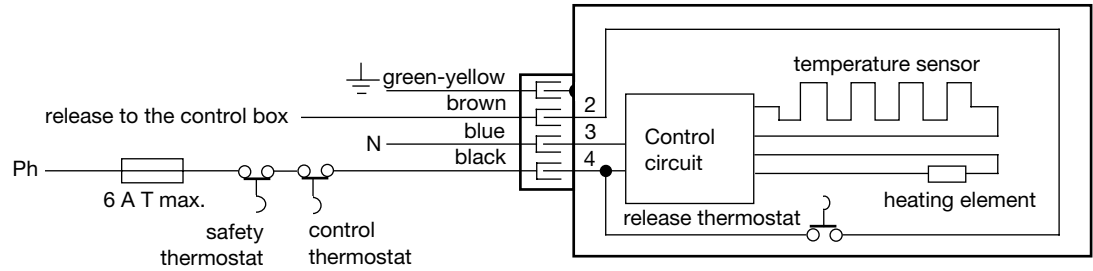 green-yellow
temperature sensor
brown
2
release to the control box
blue
3
N
Control
circuit
black
4
Ph
6 A T max.
heating element
release thermostat
safety
thermostat
control
thermostat